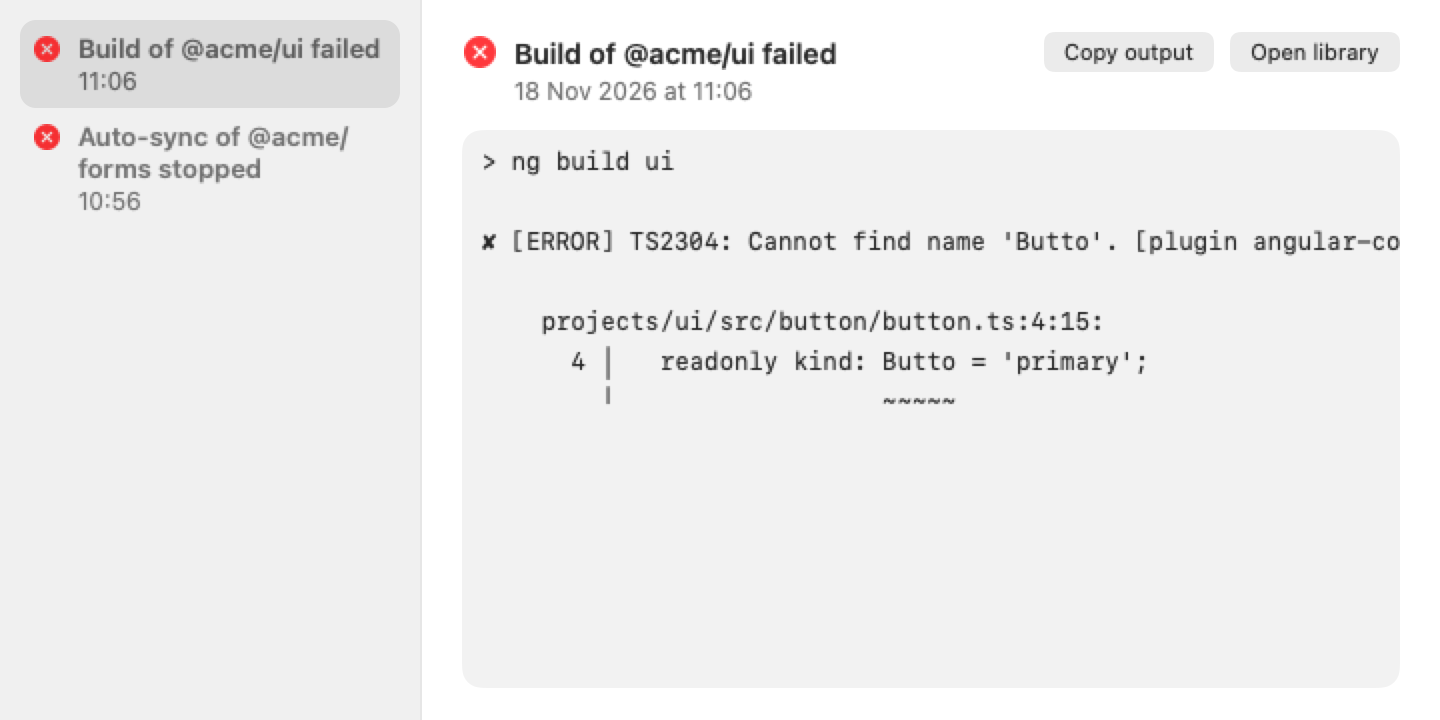 Build of @acme/ui failed
11:06
Auto-sync of @acme/
forms stopped
10:56
Build of @acme/ui failed
18 Nov 2026 at 11:06
Copy output
Open library
> ng build ui
✘ [ERROR] TS2304: Cannot find name 'Butto'. [plugin angular-co
projects/ui/src/button/button.ts:4:15:
4 │ readonly kind: Butto = 'primary';
╵ ~~~~~